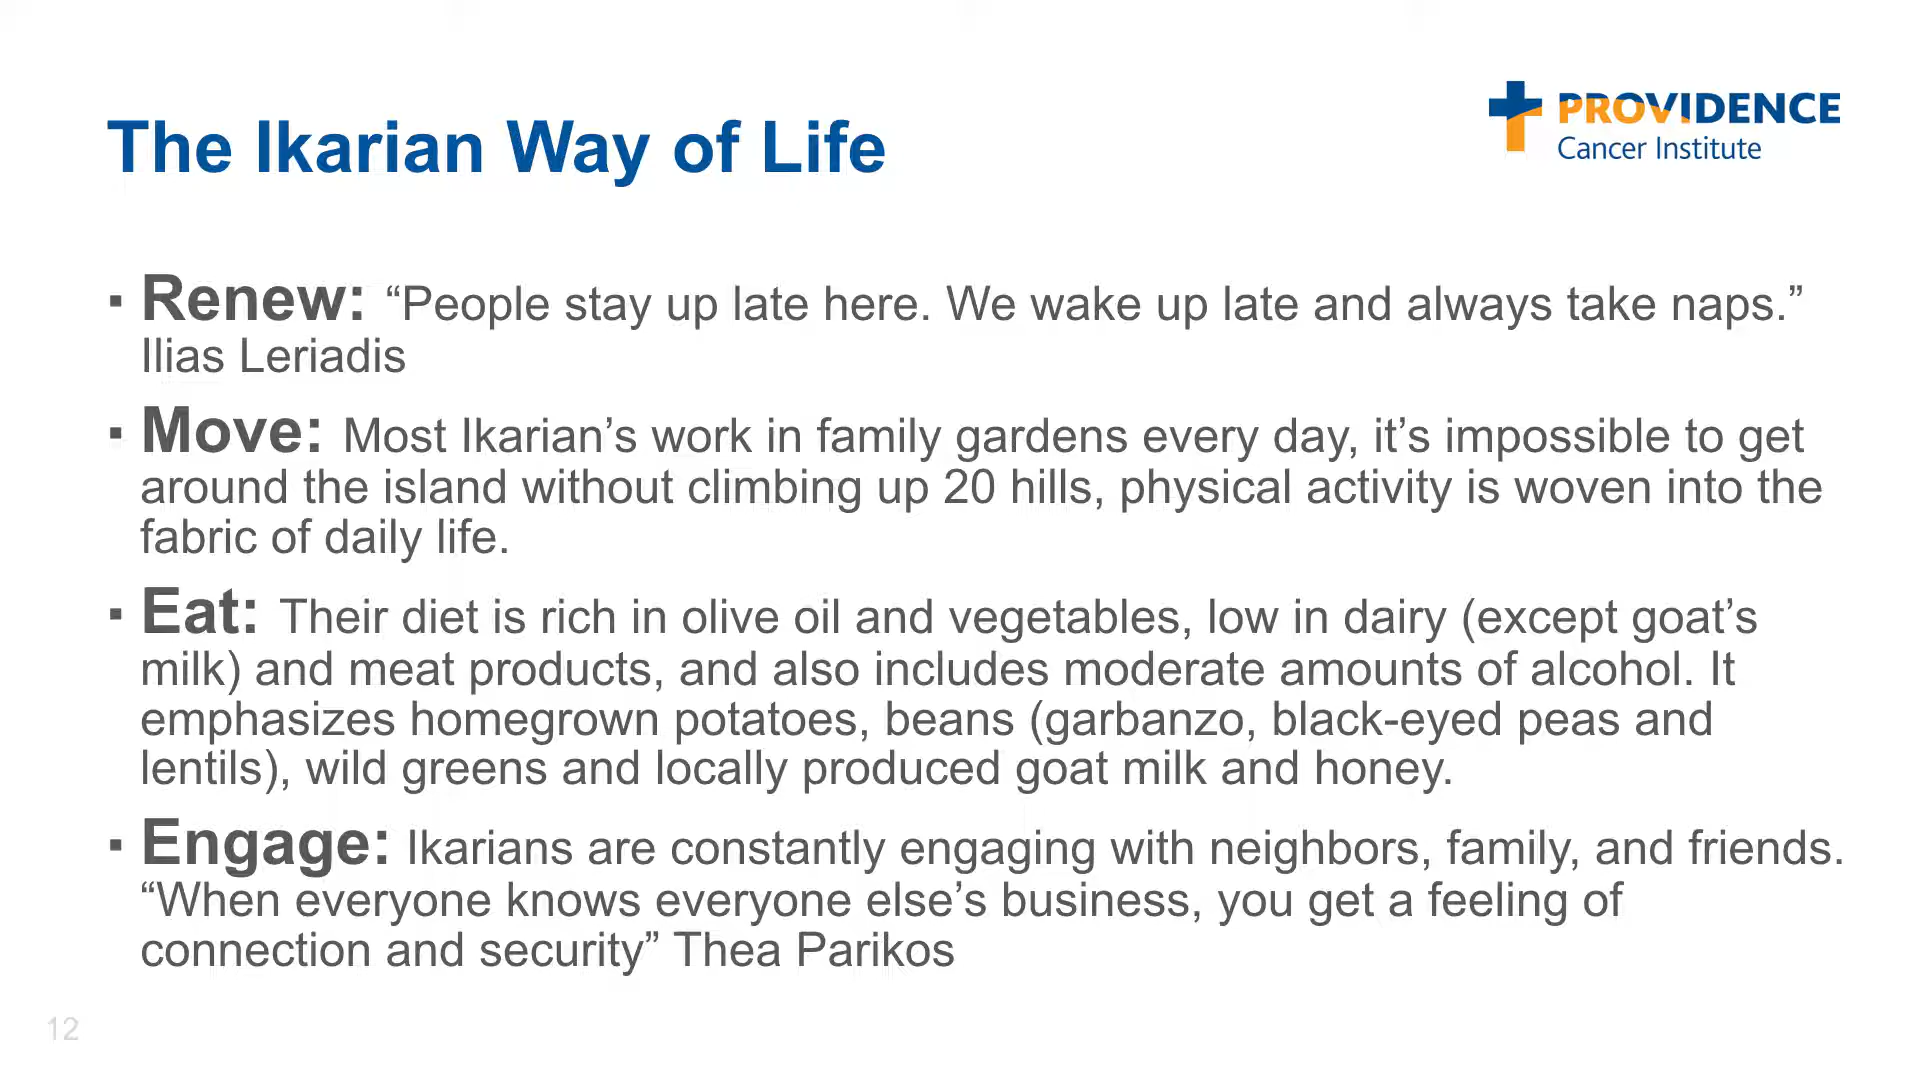 The Ikarian Way of Life
PROVIDENCE
Cancer Institute
▪ Renew: “People stay up late here. We wake up late and always take naps.”
Ilias Leriadis
▪ Move: Most Ikarian’s work in family gardens every day, it’s impossible to get
around the island without climbing up 20 hills, physical activity is woven into the
fabric of daily life.
▪ Eat: Their diet is rich in olive oil and vegetables, low in dairy (except goat’s
milk) and meat products, and also includes moderate amounts of alcohol. It
emphasizes homegrown potatoes, beans (garbanzo, black-eyed peas and
lentils), wild greens and locally produced goat milk and honey.
▪ Engage: Ikarians are constantly engaging with neighbors, family, and friends.
“When everyone knows everyone else’s business, you get a feeling of
connection and security” Thea Parikos
12